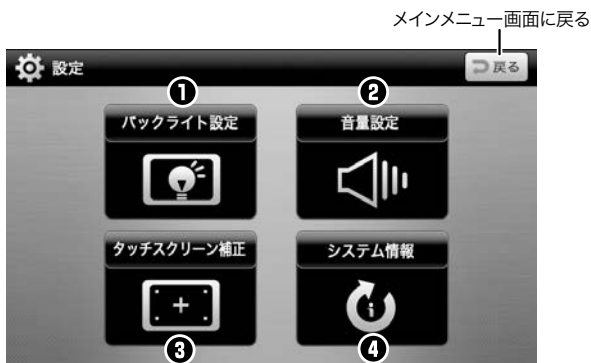 メインメニュー画面に戻る
設定
戻る
❶
❷
バックライト設定
音量設定
タッチスクリーン補正
システム情報
i
❸
❹